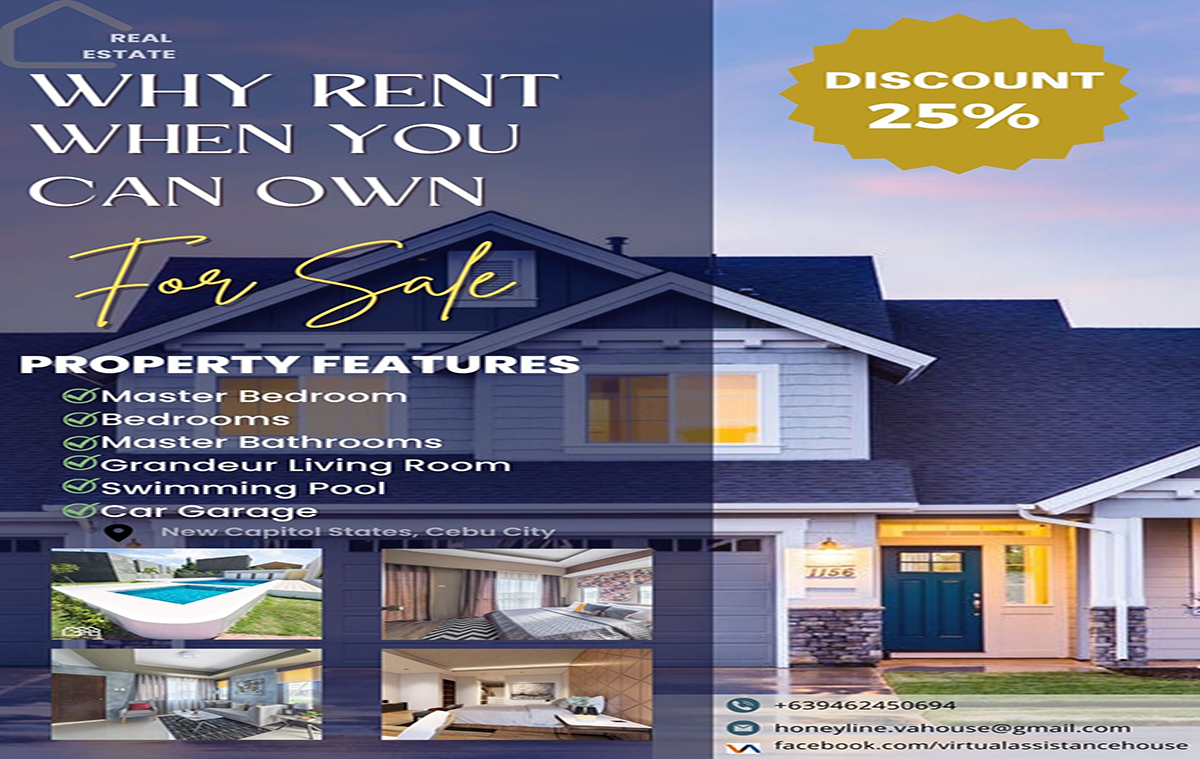 REAL
ESTATE
WHY RENT
WHEN YOU
CAN OWN
For Sale
DISCOUNT
25%
PROPERTY FEATURES
Master Bedroom
Bedrooms
Master Bathrooms
Grandeur Living Room
Swimming Pool
Car Garage
New Capitol States, Cebu City
1156
+639462450694
honeyline.vahouse@gmail.com
facebook.com/virtualassistancehouse